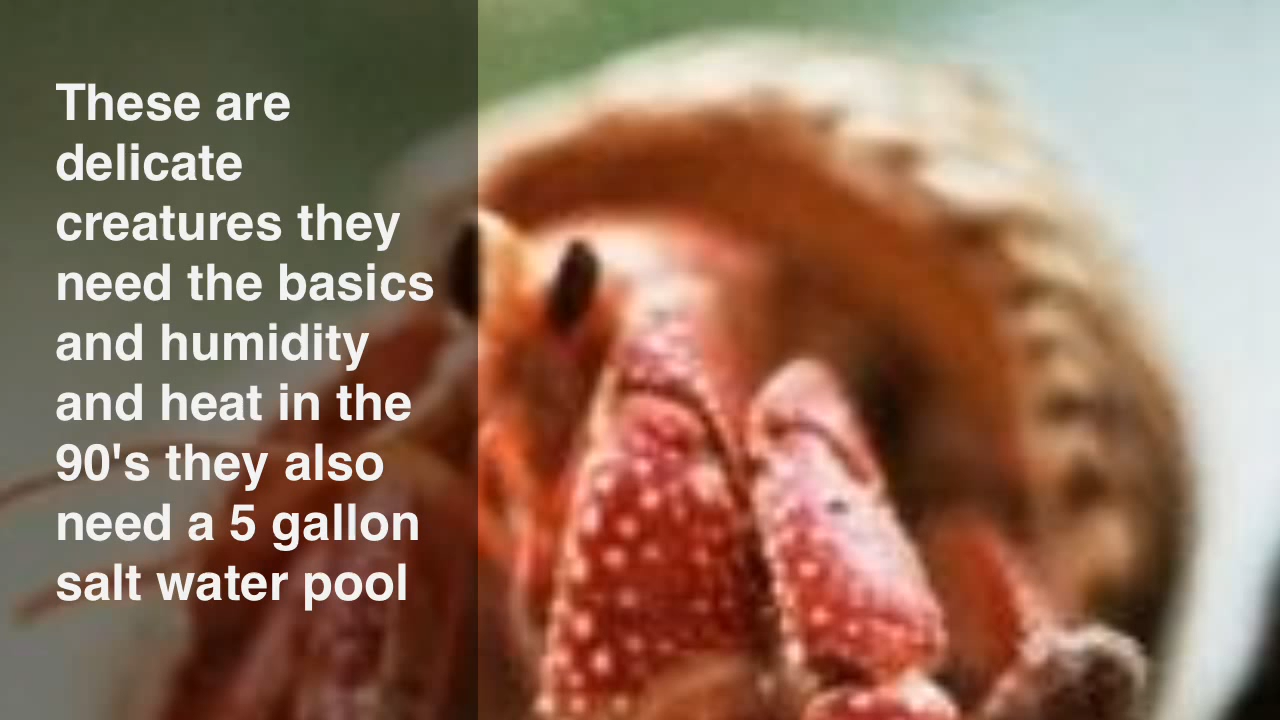 These are
delicate
creatures they
need the basics
and humidity
and heat in the
90's they also
need a 5 gallon
salt water pool